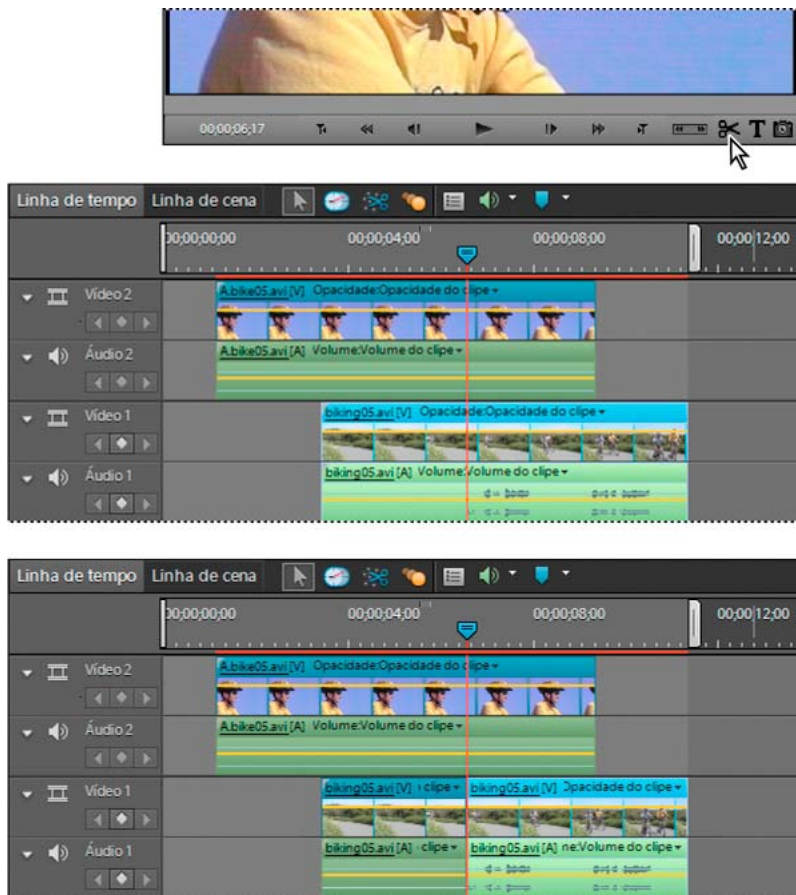 00;00;06;17
T
Linha de tempo Linha de cena
00;00;00;00 00;00;04;00 00;00;08;00 00;00;12;00
Vídeo 2
A.bike05.avi [V] Opacidade:Opacidade do clipe
Áudio 2
A.bike05.avi [A] Volume:Volume do clipe
Vídeo 1
biking05.avi [V] Opacidade:Opacidade do clipe
Áudio 1
biking05.avi [A] Volume:Volume do clipe
Linha de tempo Linha de cena
00;00;00;00 00;00;04;00 00;00;08;00 00;00;12;00
Vídeo 2
A.bike05.avi [V] Opacidade:Opacidade do clipe
Áudio 2
A.bike05.avi [A] Volume:Volume do clipe
Vídeo 1
biking05.avi [V] clipe biking05.avi [V] Opacidade do clipe
Áudio 1
biking05.avi [A] clipe biking05.avi [A] ne:Volume do clipe